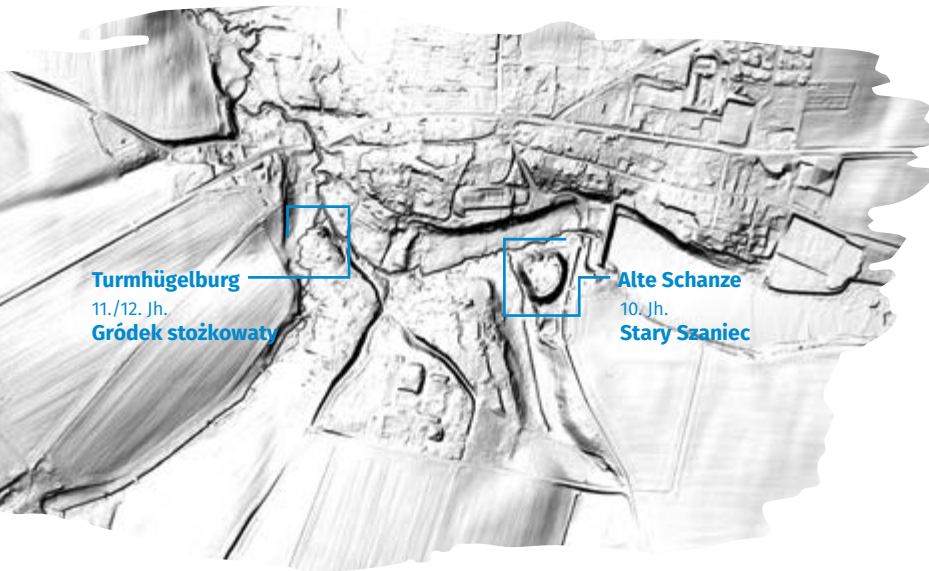 Turmhügelburg
11./12. Jh.
Gródek stożkowaty
Alte Schanze
10. Jh.
Stary Szaniec